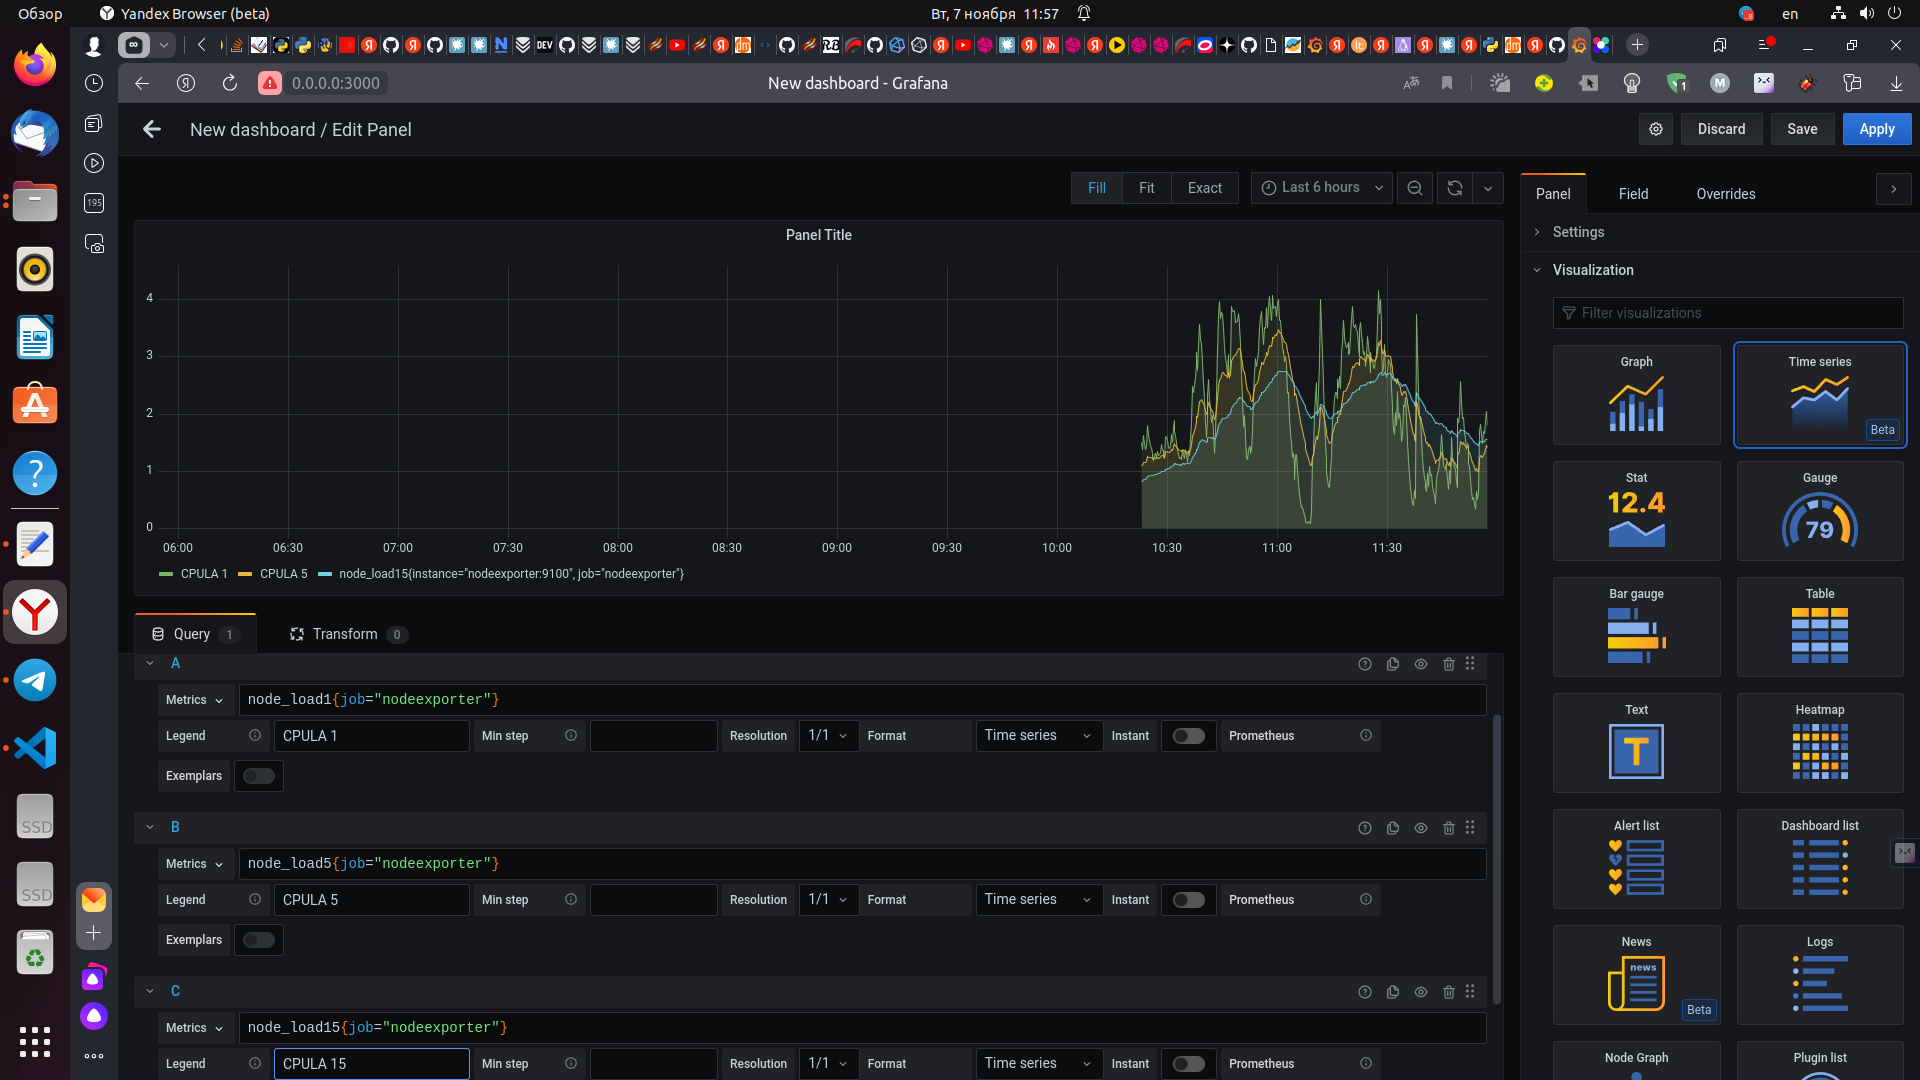 Обзор
Yandex Browser (beta)
Вт, 7 ноября 11:57
en
0.0.0.0:3000
New dashboard - Grafana
1
M
195
New dashboard / Edit Panel
Discard
Save
Apply
Fill
Fit
Exact
Last 6 hours
Panel
Field
Overrides
Panel Title
4
3
2
1
0
06:00
06:30
07:00
07:30
08:00
08:30
09:00
09:30
10:00
10:30
11:00
11:30
CPULA 1
CPULA 5
node_load15{instance="nodeexporter:9100", job="nodeexporter"}
Query 1
Transform 0
A
Metrics
node_load1{job="nodeexporter"}
Legend
CPULA 1
Min step
Resolution
1/1
Format
Time series
Instant
Prometheus
Exemplars
B
Metrics
node_load5{job="nodeexporter"}
Legend
CPULA 5
Min step
Resolution
1/1
Format
Time series
Instant
Prometheus
Exemplars
C
Metrics
node_load15{job="nodeexporter"}
Legend
CPULA 15
Min step
Resolution
1/1
Format
Time series
Instant
Prometheus
Settings
Visualization
Filter visualizations
Graph
Time series
Beta
Stat
12.4
Gauge
79
Bar gauge
Table
Text
T
Heatmap
Alert list
Dashboard list
News
news
Beta
Logs
Node Graph
Plugin list
SSD
SSD